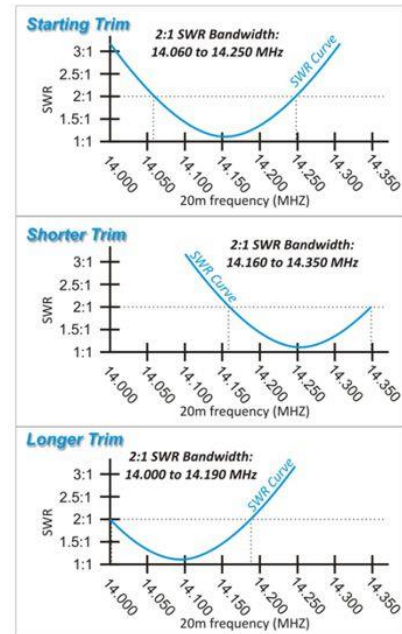 Starting Trim
2:1 SWR Bandwidth:
14.060 to 14.250 MHz
SWR Curve
3:1
2.5:1
2:1
1.5:1
1:1
SWR
14.000
14.050
14.100
14.150
14.200
14.250
14.300
14.350
20m frequency (MHZ)
Shorter Trim
2:1 SWR Bandwidth:
14.160 to 14.350 MHz
SWR Curve
3:1
2:1
1.5:1
1:1
SWR
14.000
14.050
14.100
14.150
14.200
14.250
14.300
14.350
20m frequency (MHZ)
Longer Trim
2:1 SWR Bandwidth:
14.000 to 14.190 MHz
SWR Curve
3:1
2.5:1
2:1
1.5:1
1:1
SWR
14.000
14.050
14.100
14.150
14.200
14.250
14.300
14.350
20m frequency (MHZ)